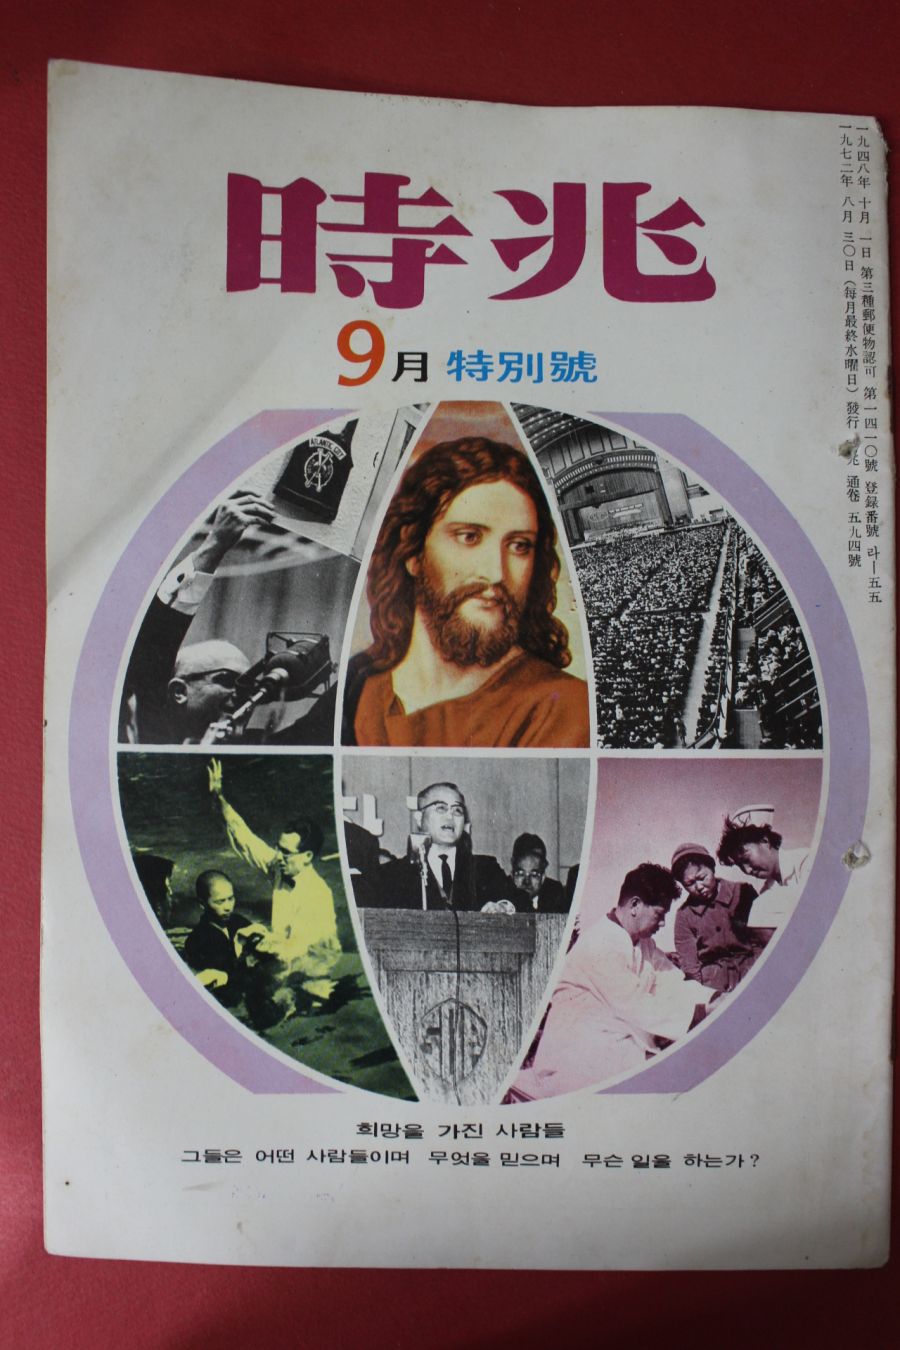 時兆
9月 特別號
一九四八年 十月 一日 第三種郵便物認可 第一四一〇號 登録番號 라─五五
一九七二年 八月 三〇日 (每月最終水曜日) 發行 兆 通卷 五九四號
ATLANTIC CITY
희망을 가진 사람들
그들은 어떤 사람들이며 무엇을 믿으며 무슨 일을 하는가?